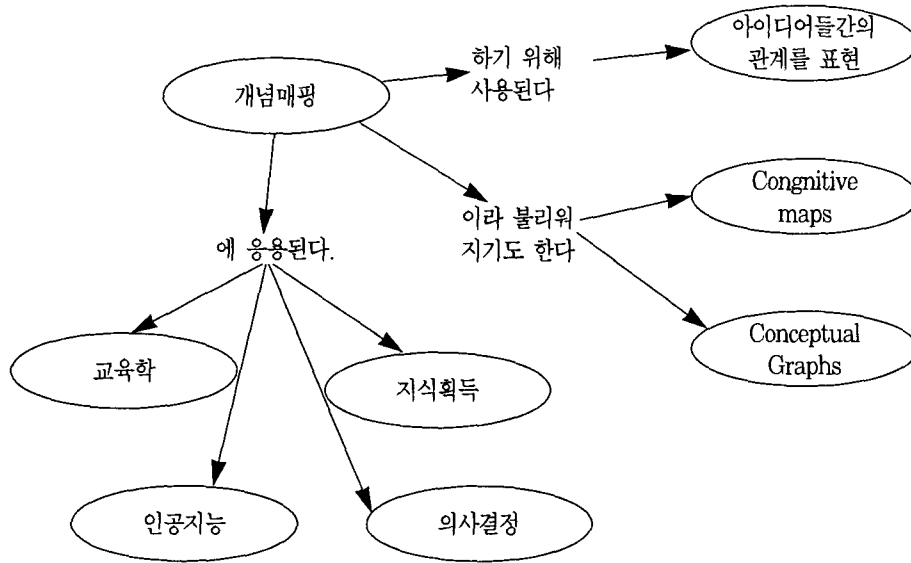 아이디어들간의
관계를 표현
하기 위해
사용된다
개념매핑
Congnitive
maps
이라 불리워
지기도 한다
에 응용된다.
Conceptual
Graphs
교육학
지식획득
인공지능
의사결정